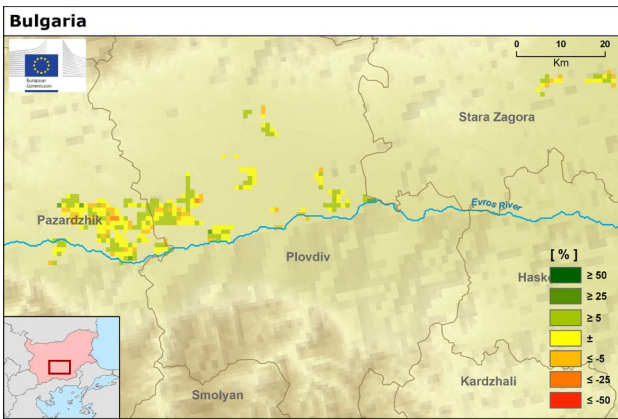 Bulgaria
European
Commission
0 10 20
Km
Stara Zagora
Evros River
Pazardzhik
Plovdiv
[ % ]
Hask
≥ 50
≥ 25
≥ 5
±
≤ -5
≤ -25
≤ -50
Smolyan
Kardzhali